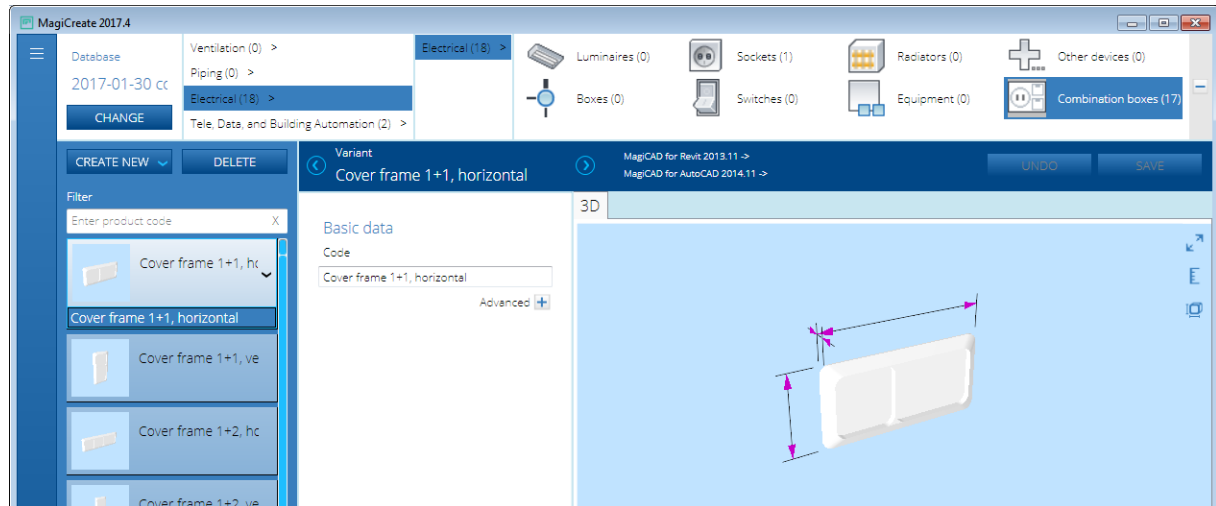 MagiCreate 2017.4
Database
2017-01-30 cc
CHANGE
Ventilation (0) >
Piping (0) >
Electrical (18) >
Tele, Data, and Building Automation (2) >
Electrical (18) >
Luminaires (0)
Sockets (1)
Radiators (0)
Other devices (0)
Boxes (0)
Switches (0)
Equipment (0)
Combination boxes (17)
CREATE NEW
DELETE
Variant
Cover frame 1+1, horizontal
MagiCAD for Revit 2013.11 ->
MagiCAD for AutoCAD 2014.11 ->
UNDO
SAVE
Filter
Enter product code X
Cover frame 1+1, hc
Cover frame 1+1, horizontal
Cover frame 1+1, ve
Cover frame 1+2, hc
Cover frame 1+2, ve
Basic data
Code
Cover frame 1+1, horizontal
Advanced +
3D